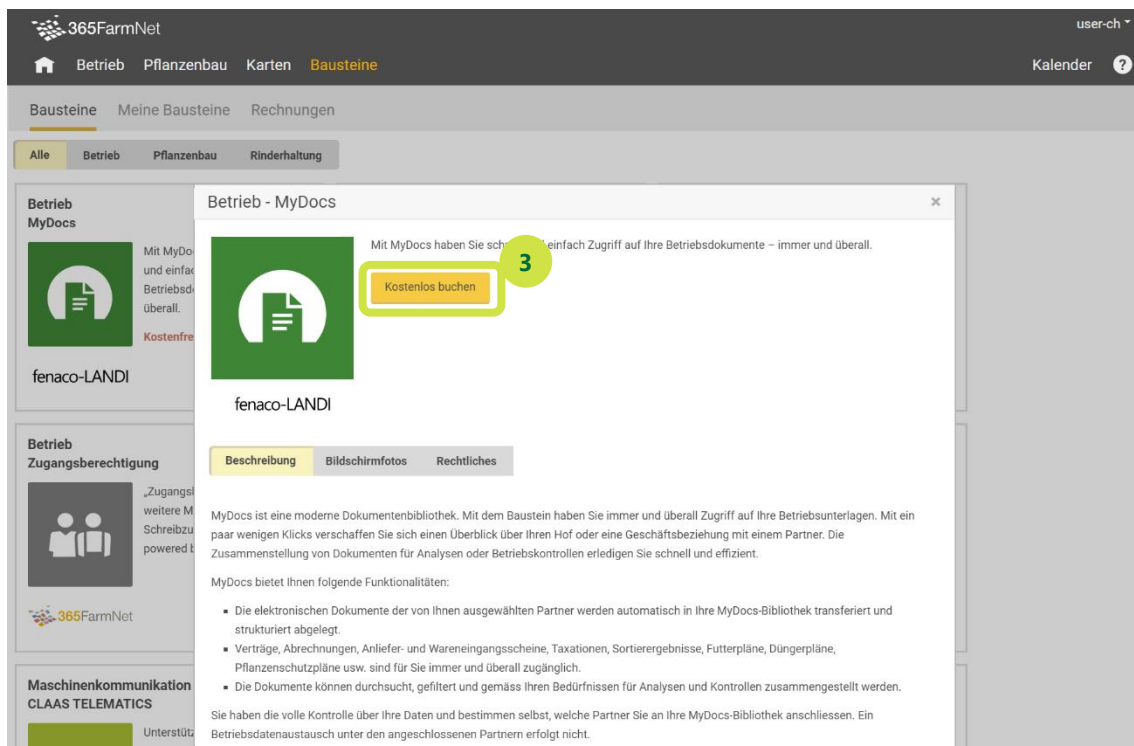 365FarmNet
user-ch
Betrieb Pflanzenbau Karten Bausteine
Kalender ?
Bausteine Meine Bausteine Rechnungen
Alle Betrieb Pflanzenbau Rinderhaltung
Betrieb
MyDocs
Mit MyDo
und einfac
Betriebsd
überall.
Kostenfre
fenaco-LANDI
Betrieb
Zugangsberechtigung
„Zugangsl
weitere M
Schreibzu
powered b
365FarmNet
Maschinenkommunikation
CLAAS TELEMATICS
Unterstütz
Betrieb - MyDocs
×
Mit MyDocs haben Sie sch einfach Zugriff auf Ihre Betriebsdokumente – immer und überall.
3
Kostenlos buchen
fenaco-LANDI
Beschreibung Bildschirmfotos Rechtliches
MyDocs ist eine moderne Dokumentenbibliothek. Mit dem Baustein haben Sie immer und überall Zugriff auf Ihre Betriebsunterlagen. Mit ein
paar wenigen Klicks verschaffen Sie sich einen Überblick über Ihren Hof oder eine Geschäftsbeziehung mit einem Partner. Die
Zusammenstellung von Dokumenten für Analysen oder Betriebskontrollen erledigen Sie schnell und effizient.
MyDocs bietet Ihnen folgende Funktionalitäten:
▪ Die elektronischen Dokumente der von Ihnen ausgewählten Partner werden automatisch in Ihre MyDocs-Bibliothek transferiert und
strukturiert abgelegt.
▪ Verträge, Abrechnungen, Anliefer- und Wareneingangsscheine, Taxationen, Sortierergebnisse, Futterpläne, Düngerpläne,
Pflanzenschutzpläne usw. sind für Sie immer und überall zugänglich.
▪ Die Dokumente können durchsucht, gefiltert und gemäss Ihren Bedürfnissen für Analysen und Kontrollen zusammengestellt werden.
Sie haben die volle Kontrolle über Ihre Daten und bestimmen selbst, welche Partner Sie an Ihre MyDocs-Bibliothek anschliessen. Ein
Betriebsdatenaustausch unter den angeschlossenen Partnern erfolgt nicht.